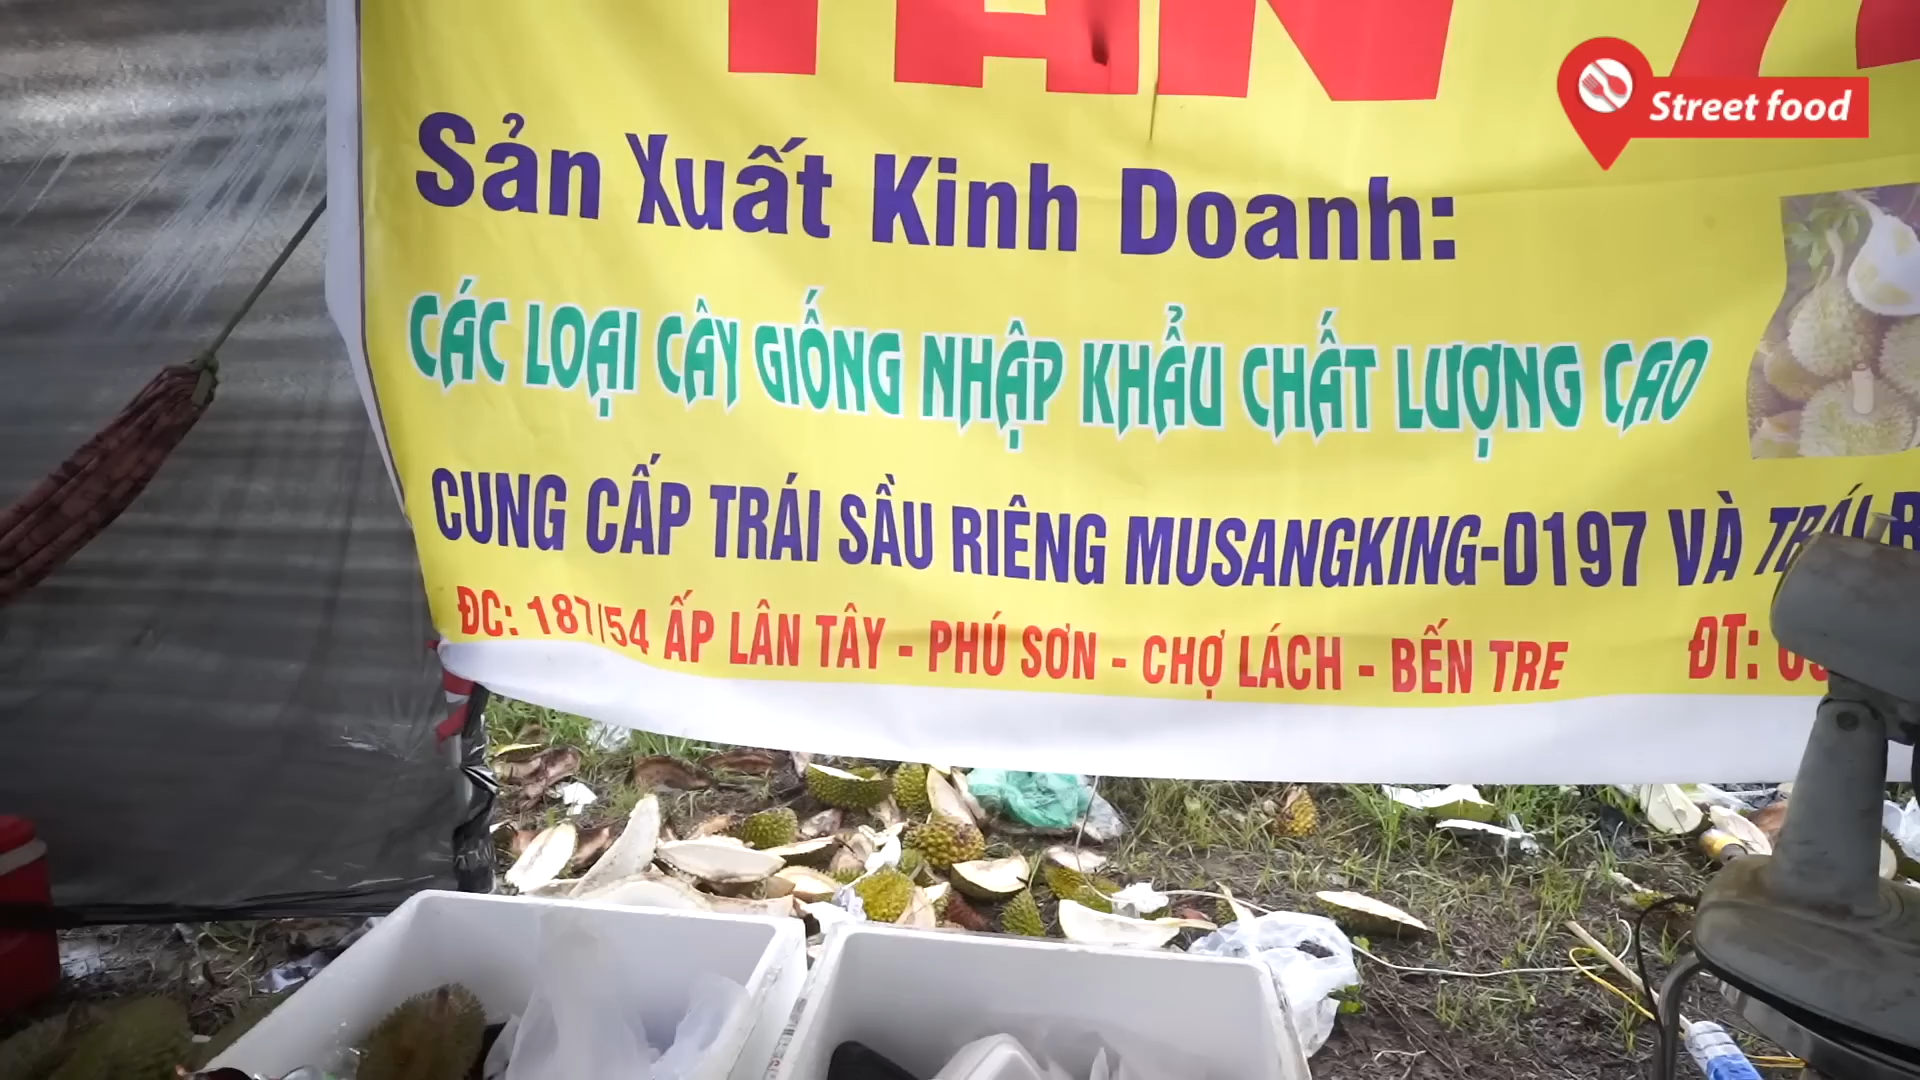 Street food
Sản Xuất Kinh Doanh:
CÁC LOẠI CÂY GIỐNG NHẬP KHẨU CHẤT LƯỢNG CAO
CUNG CẤP TRÁI SẦU RIÊNG MUSANGKING-D197 VÀ TRÁI
ĐC: 187/54 ẤP LÂN TÂY - PHÚ SƠN - CHỢ LÁCH - BẾN TRE ĐT: